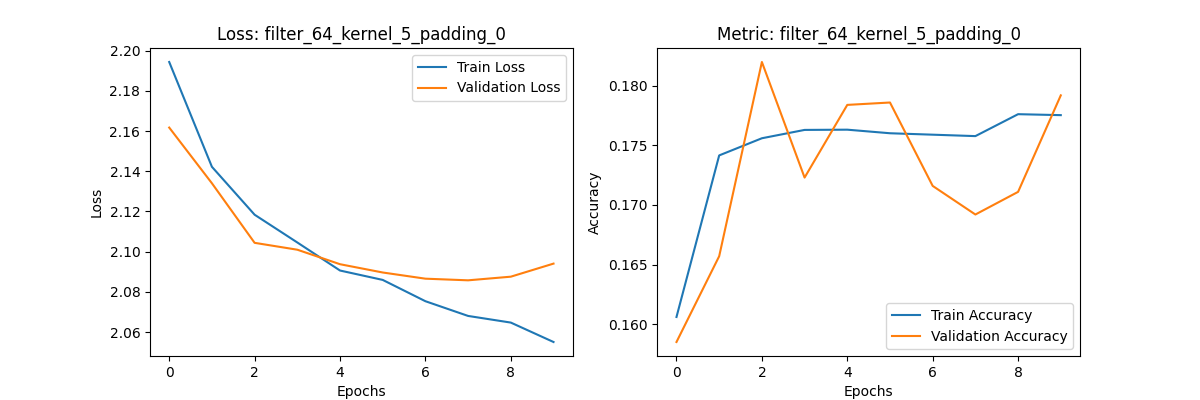 Loss: filter_64_kernel_5_padding_0
2.20
2.18
2.16
2.14
2.12
2.10
2.08
2.06
Loss
0 2 4 6 8
Epochs
Train Loss
Validation Loss
Metric: filter_64_kernel_5_padding_0
0.180
0.175
0.170
0.165
0.160
Accuracy
0 2 4 6 8
Epochs
Train Accuracy
Validation Accuracy